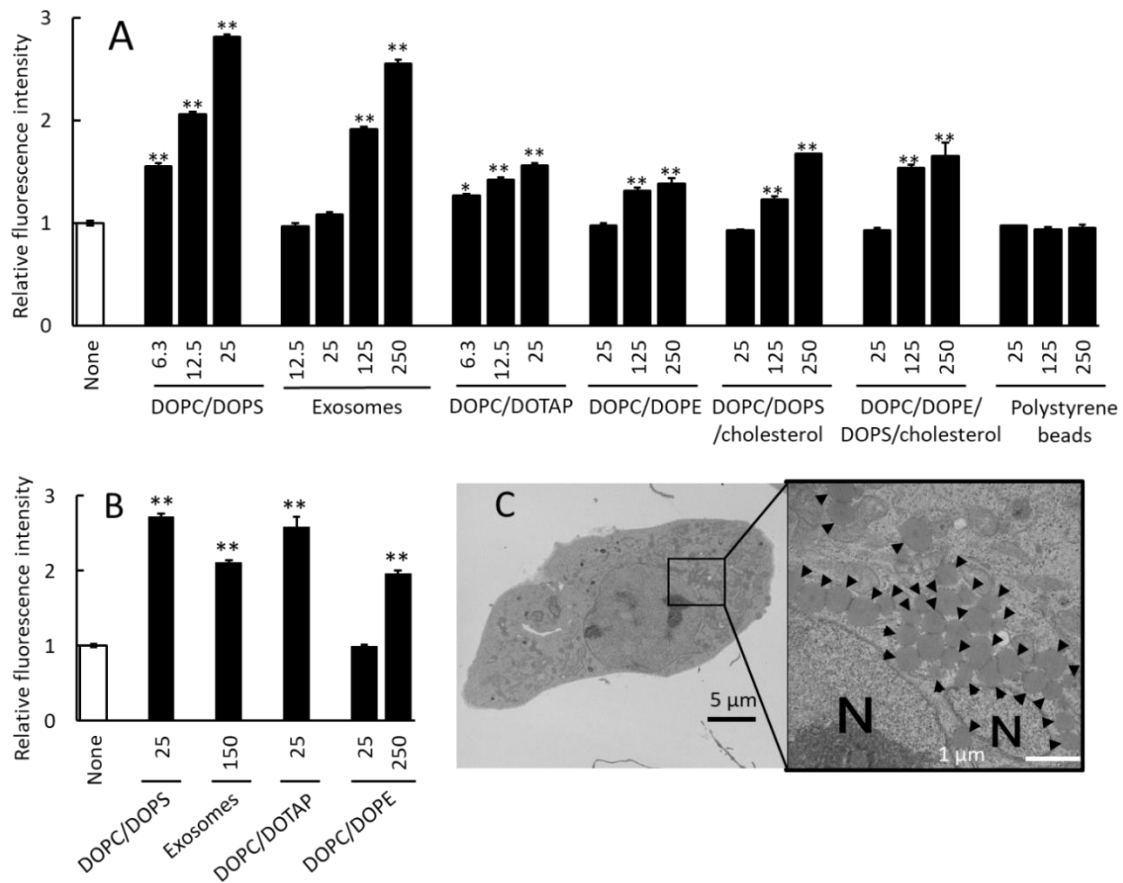 A
Relative fluorescence intensity
3
2
1
0
** ** **
** **
* ** **
** **
** **
** **
None
6.3 12.5 25
12.5 25 125 250
6.3 12.5 25
25 125 250
25 125 250
25 125 250
25 125 250
DOPC/DOPS
Exosomes
DOPC/DOTAP
DOPC/DOPE
DOPC/DOPS
/cholesterol
DOPC/DOPE/
DOPS/cholesterol
Polystyrene
beads
B
Relative fluorescence intensity
3
2
1
0
** ** ** **
None
25
150
25
25 250
DOPC/DOPS
Exosomes
DOPC/DOTAP
DOPC/DOPE
C
5 μm
N
N
1 μm